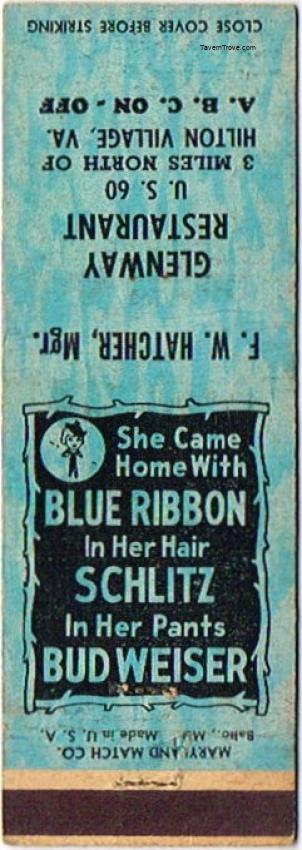 CLOSE COVER BEFORE STRIKING
TavernTrove.com
A. B. C. ON - OFF
HILTON VILLAGE, VA.
3 MILES NORTH OF
U. S. 60
RESTAURANT
GLENWAY
F. W. HATCHER, Mgr.
She Came
Home With
BLUE RIBBON
In Her Hair
SCHLITZ
In Her Pants
BUDWEISER
Balto., Md. Made in U. S. A.
MARYLAND MATCH CO.